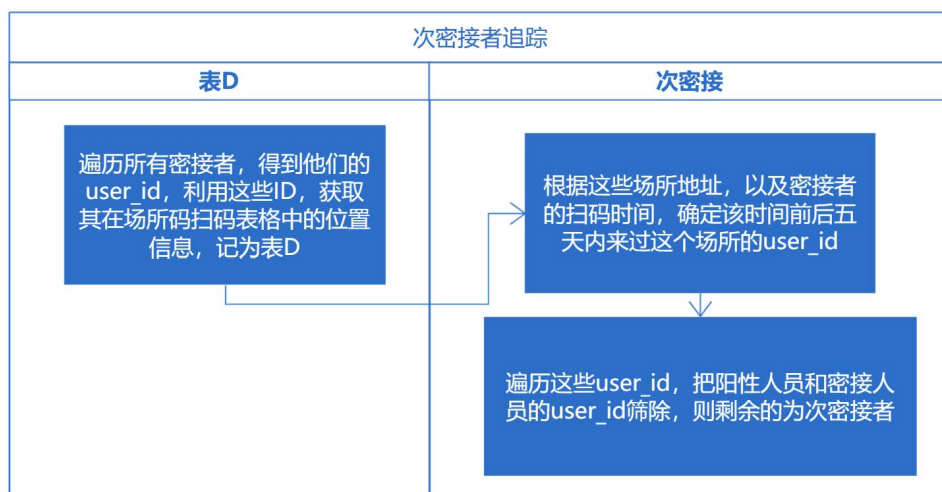 次密接者追踪
表D
次密接
遍历所有密接者，得到他们的
user_id，利用这些ID，获取
其在场所码扫码表格中的位置
信息，记为表D
根据这些场所地址，以及密接者
的扫码时间，确定该时间前后五
天内来过这个场所的user_id
遍历这些user_id，把阳性人员和密接人
员的user_id筛除，则剩余的为次密接者